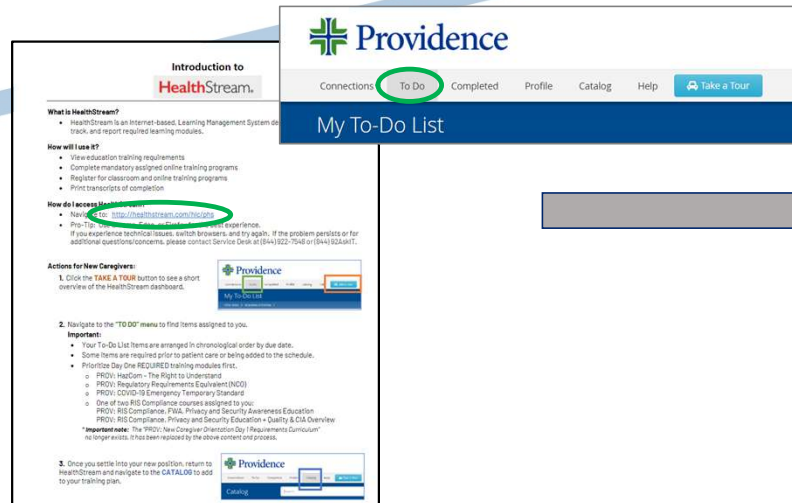 Providence
Connections To Do Completed Profile Catalog Help Take a Tour
My To-Do List
Introduction to
HealthStream.
What is HealthStream?
• HealthStream is an internet-based, Learning Management System
track, and report required learning modules.
How will I use it?
• View education training requirements
• Complete mandatory assigned online training programs
• Register for classroom and online training programs
• Print transcripts of completion
How do I access HealthStream?
• Navigate to: http://healthstream.com/hlc/phs
• Pro-Tip: experience.
If you experience technical issues, switch browsers, and try again. If the problem persists or for
additional questions/concerns, please contact Service Desk at (844) 922-7548 or (844) 92AskIT.
Actions for New Caregivers:
1. Click the TAKE A TOUR button to see a short
overview of the HealthStream dashboard.
Providence
My To-Do List
2. Navigate to the "TO DO" menu to find items assigned to you.
Important:
• Your To-Do List items are arranged in chronological order by due date.
• Some items are required prior to patient care or being added to the schedule.
• Prioritize Day One REQUIRED training modules first.
o PROV: HazCom – The Right to Understand
o PROV: Regulatory Requirements Equivalent (NCO)
o PROV: COVID-19 Emergency Temporary Standard
o One of two RIS Compliance courses assigned to you:
PROV: RIS Compliance, FWA, Privacy and Security Awareness Education
PROV: RIS Compliance, Privacy and Security Education + Quality & CIA Overview
* Important note: The "PROV: New Caregiver Orientation Day 1 Requirements Curriculum"
no longer exists. It has been replaced by the above content and process.
3. Once you settle into your new position, return to
HealthStream and navigate to the CATALOG to add
to your training plan.
Providence
Catalog